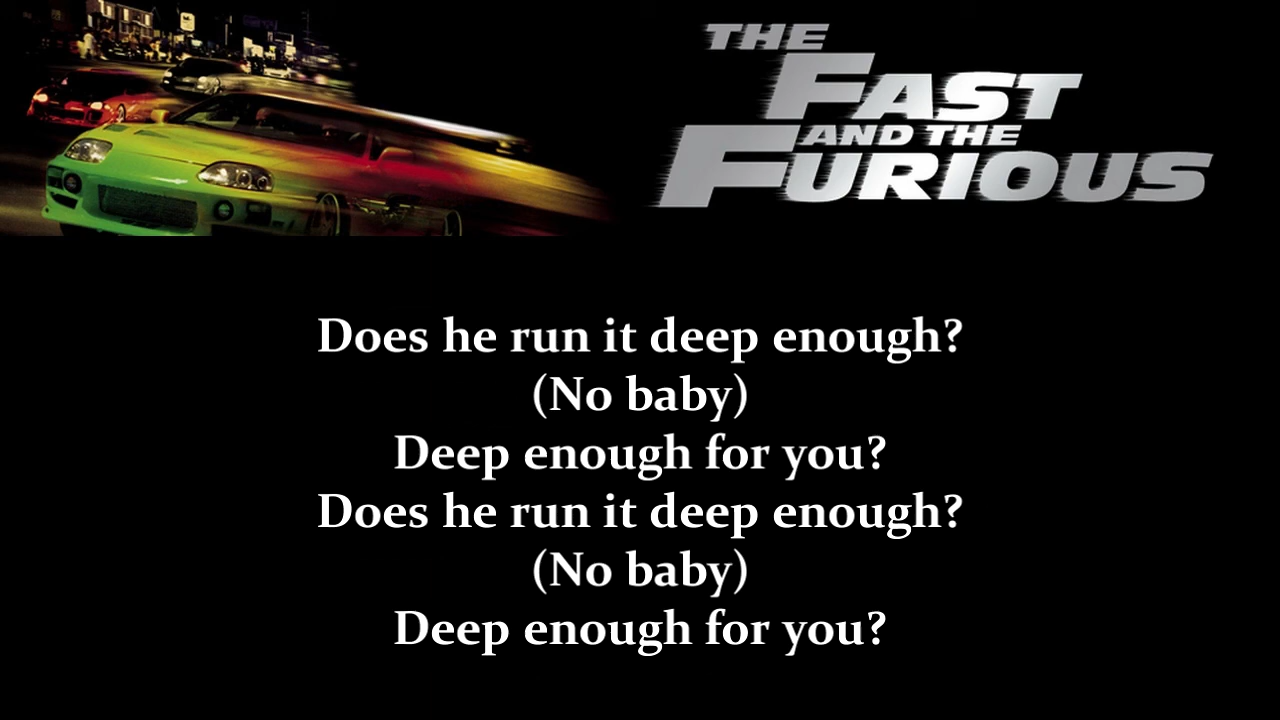 THE
FAST
AND THE
FURIOUS
Does he run it deep enough?
(No baby)
Deep enough for you?
Does he run it deep enough?
(No baby)
Deep enough for you?